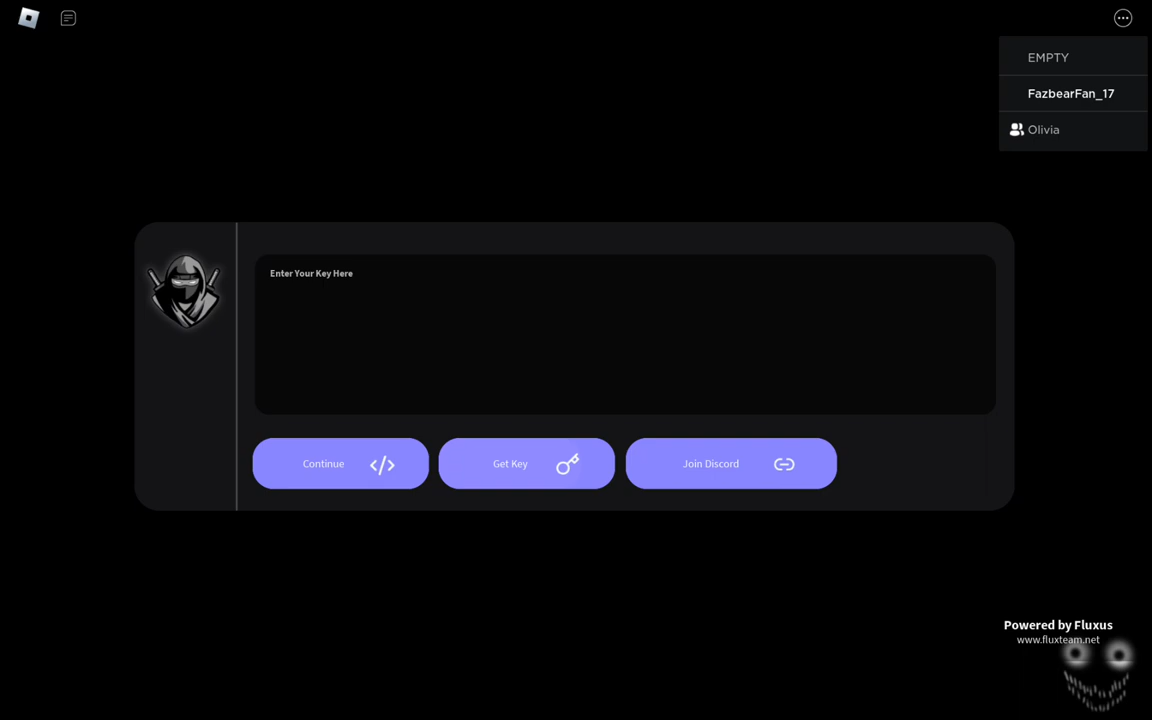 EMPTY
FazbearFan_17
Olivia
Enter Your Key Here
Continue
Get Key
Join Discord
Powered by Fluxus
www.fluxteam.net